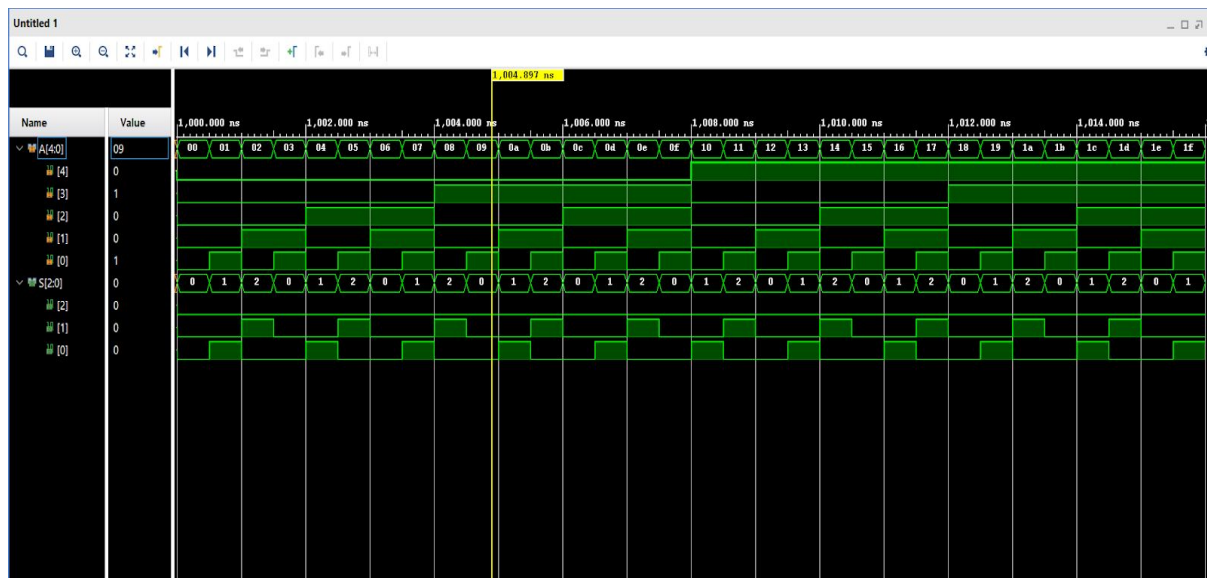 Untitled 1
1,004.897 ns
Name Value 1,000.000 ns 1,002.000 ns 1,004.000 ns 1,006.000 ns 1,008.000 ns 1,010.000 ns 1,012.000 ns 1,014.000 ns
A[4:0] 09 00 01 02 03 04 05 06 07 08 09 0a 0b 0c 0d 0e 0f 10 11 12 13 14 15 16 17 18 19 1a 1b 1c 1d 1e 1f
[4] 0
[3] 1
[2] 0
[1] 0
[0] 1
S[2:0] 0 0 1 2 0 1 2 0 1 2 0 1 2 0 1 2 0 1 2 0 1 2 0 1 2 0 1 2 0 1 2 0 1
[2] 0
[1] 0
[0] 0